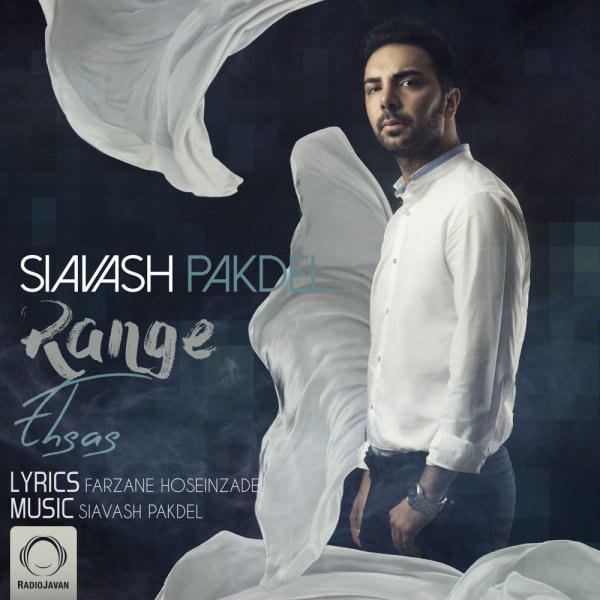 SIAVASH PAKDEL
Range
Ehsas
LYRICS FARZANE HOSEINZADE
MUSIC SIAVASH PAKDEL
RADIOJAVAN